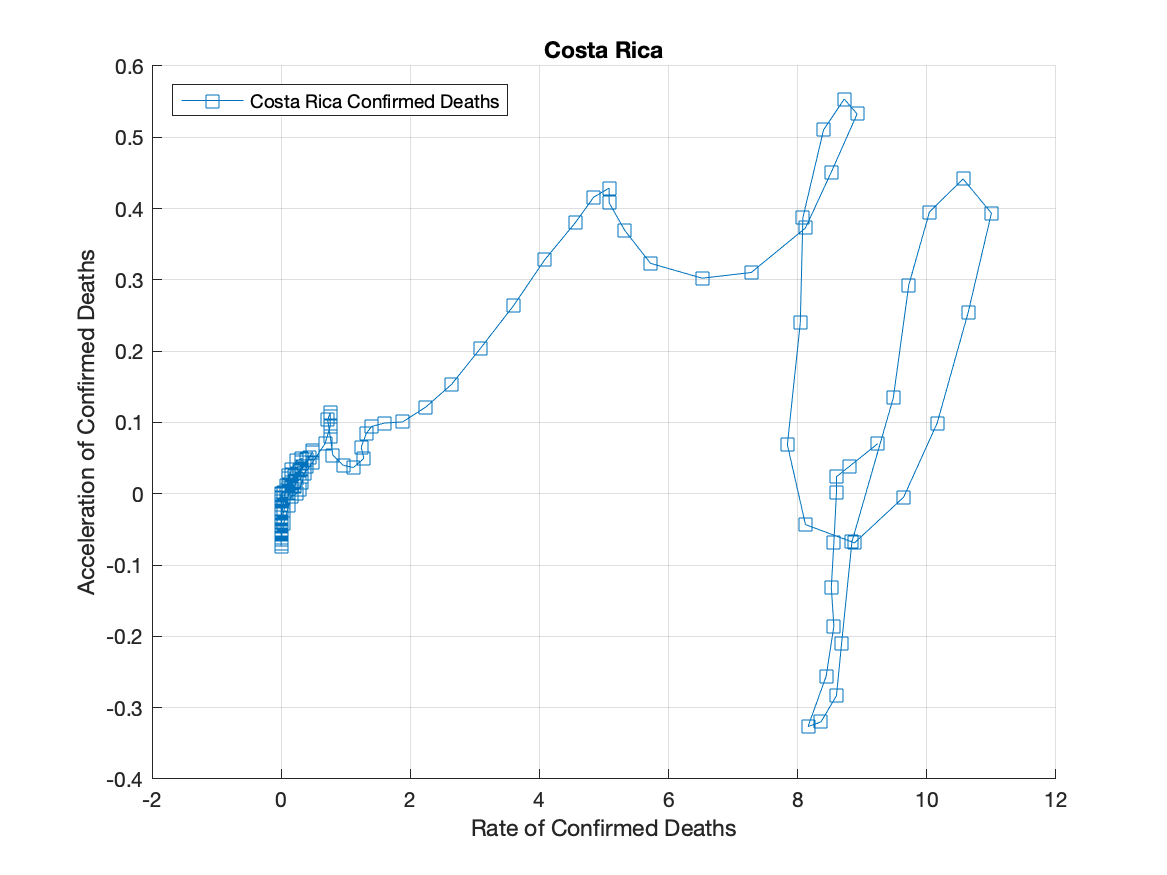 Costa Rica
Costa Rica Confirmed Deaths
0.6
0.5
0.4
0.3
0.2
0.1
0
-0.1
-0.2
-0.3
-0.4
Acceleration of Confirmed Deaths
-2 0 2 4 6 8 10 12
Rate of Confirmed Deaths